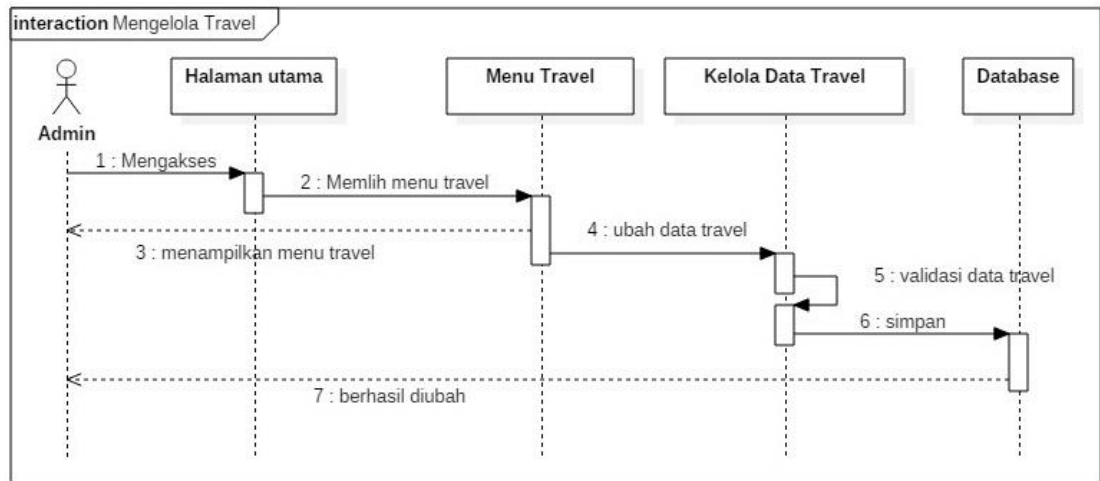 interaction Mengelola Travel
Halaman utama
Menu Travel
Kelola Data Travel
Database
Admin
1 : Mengakses
2 : Memlih menu travel
3 : menampilkan menu travel
4 : ubah data travel
5 : validasi data travel
6 : simpan
7 : berhasil diubah